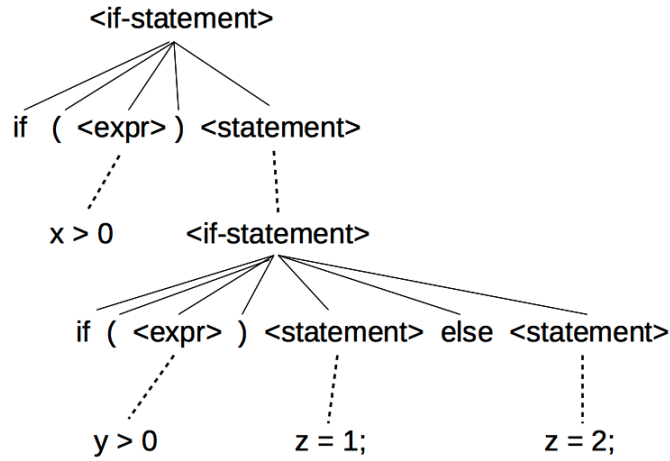 <if-statement>
if ( <expr> ) <statement>
x > 0 <if-statement>
if ( <expr> ) <statement> else <statement>
y > 0 z = 1; z = 2;